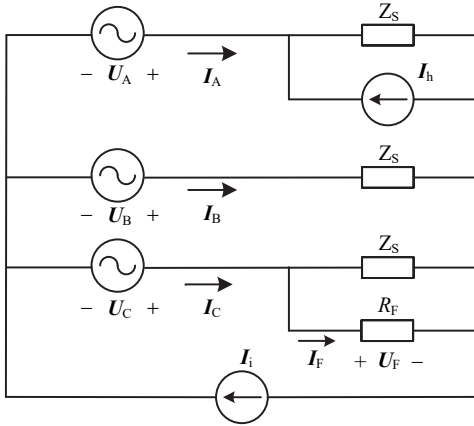 Z_S
− U_A +
I_A
I_h
Z_S
− U_B +
I_B
Z_S
− U_C +
I_C
R_F
I_i
I_F
+ U_F −